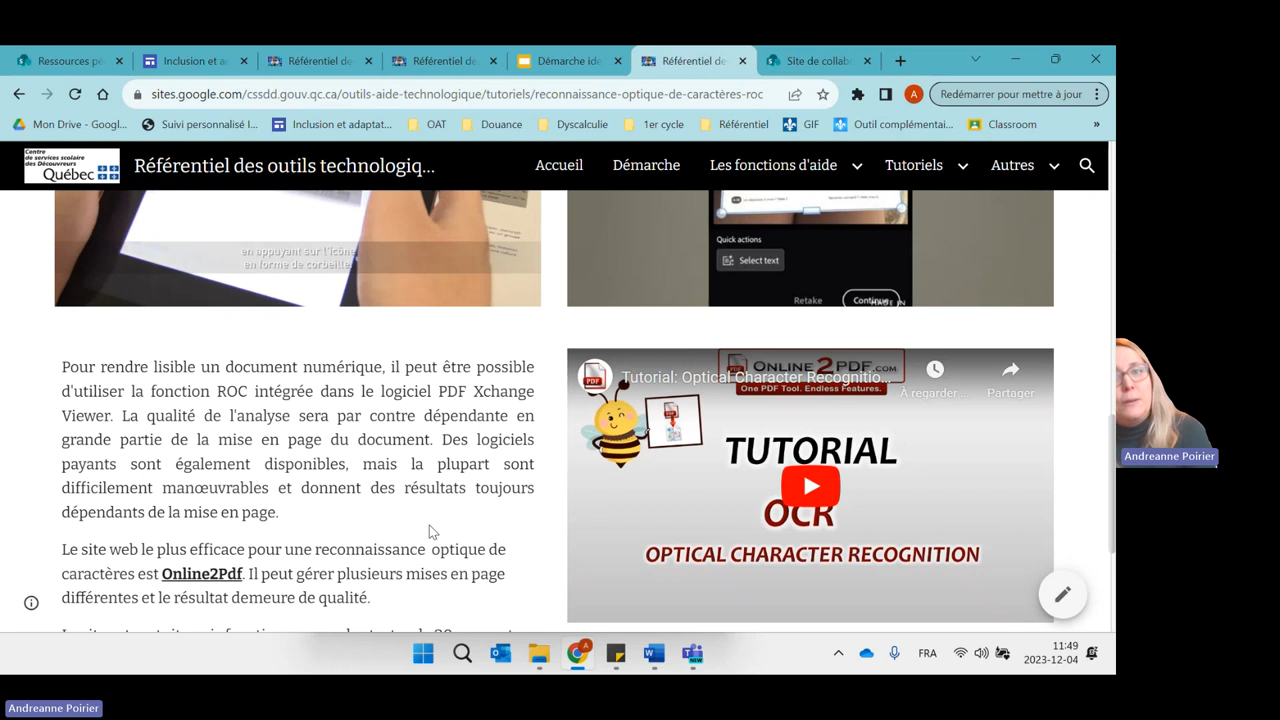 Ressources pé
Inclusion et ad
Référentiel de
Référentiel de
Démarche ide
Référentiel de
Site de collab
sites.google.com/cssdd.gouv.qc.ca/outils-aide-technologique/tutoriels/reconnaissance-optique-de-caractères-roc
A
Redémarrer pour mettre à jour
Mon Drive - Googl...
Suivi personnalisé I...
Inclusion et adaptat...
OAT
Douance
Dyscalculie
1er cycle
Référentiel
GIF
Outil complémentai...
Classroom
»
Centre
de services scolaire
des Découvreurs
Québec
Référentiel des outils technologiq...
Accueil
Démarche
Les fonctions d'aide
Tutoriels
Autres
en appuyant sur l'icône
en forme de corbeille
Quick actions
Select text
Retake
Continue
MADE IN
Pour rendre lisible un document numérique, il peut être possible
d'utiliser la fonction ROC intégrée dans le logiciel PDF Xchange
Viewer. La qualité de l'analyse sera par contre dépendante en
grande partie de la mise en page du document. Des logiciels
payants sont également disponibles, mais la plupart sont
difficilenent manœuvrables et donnent des résultats toujours
dépendants de la mise en page.
Le site web le plus efficace pour une reconnaissance optique de
caractères est Online2Pdf. Il peut gérer plusieurs mises en page
différentes et le résultat demeure de qualité.
PDF
Tutorial: Optical Character Recognitio...
ONLINE2PDF.COM
One PDF Tool. Endless Features.
À regarder ...
Partager
TUTORIAL
OCR
OPTICAL CHARACTER RECOGNITION
Andreanne Poirier
NEW
FRA
11:49
2023-12-04
Andreanne Poirier